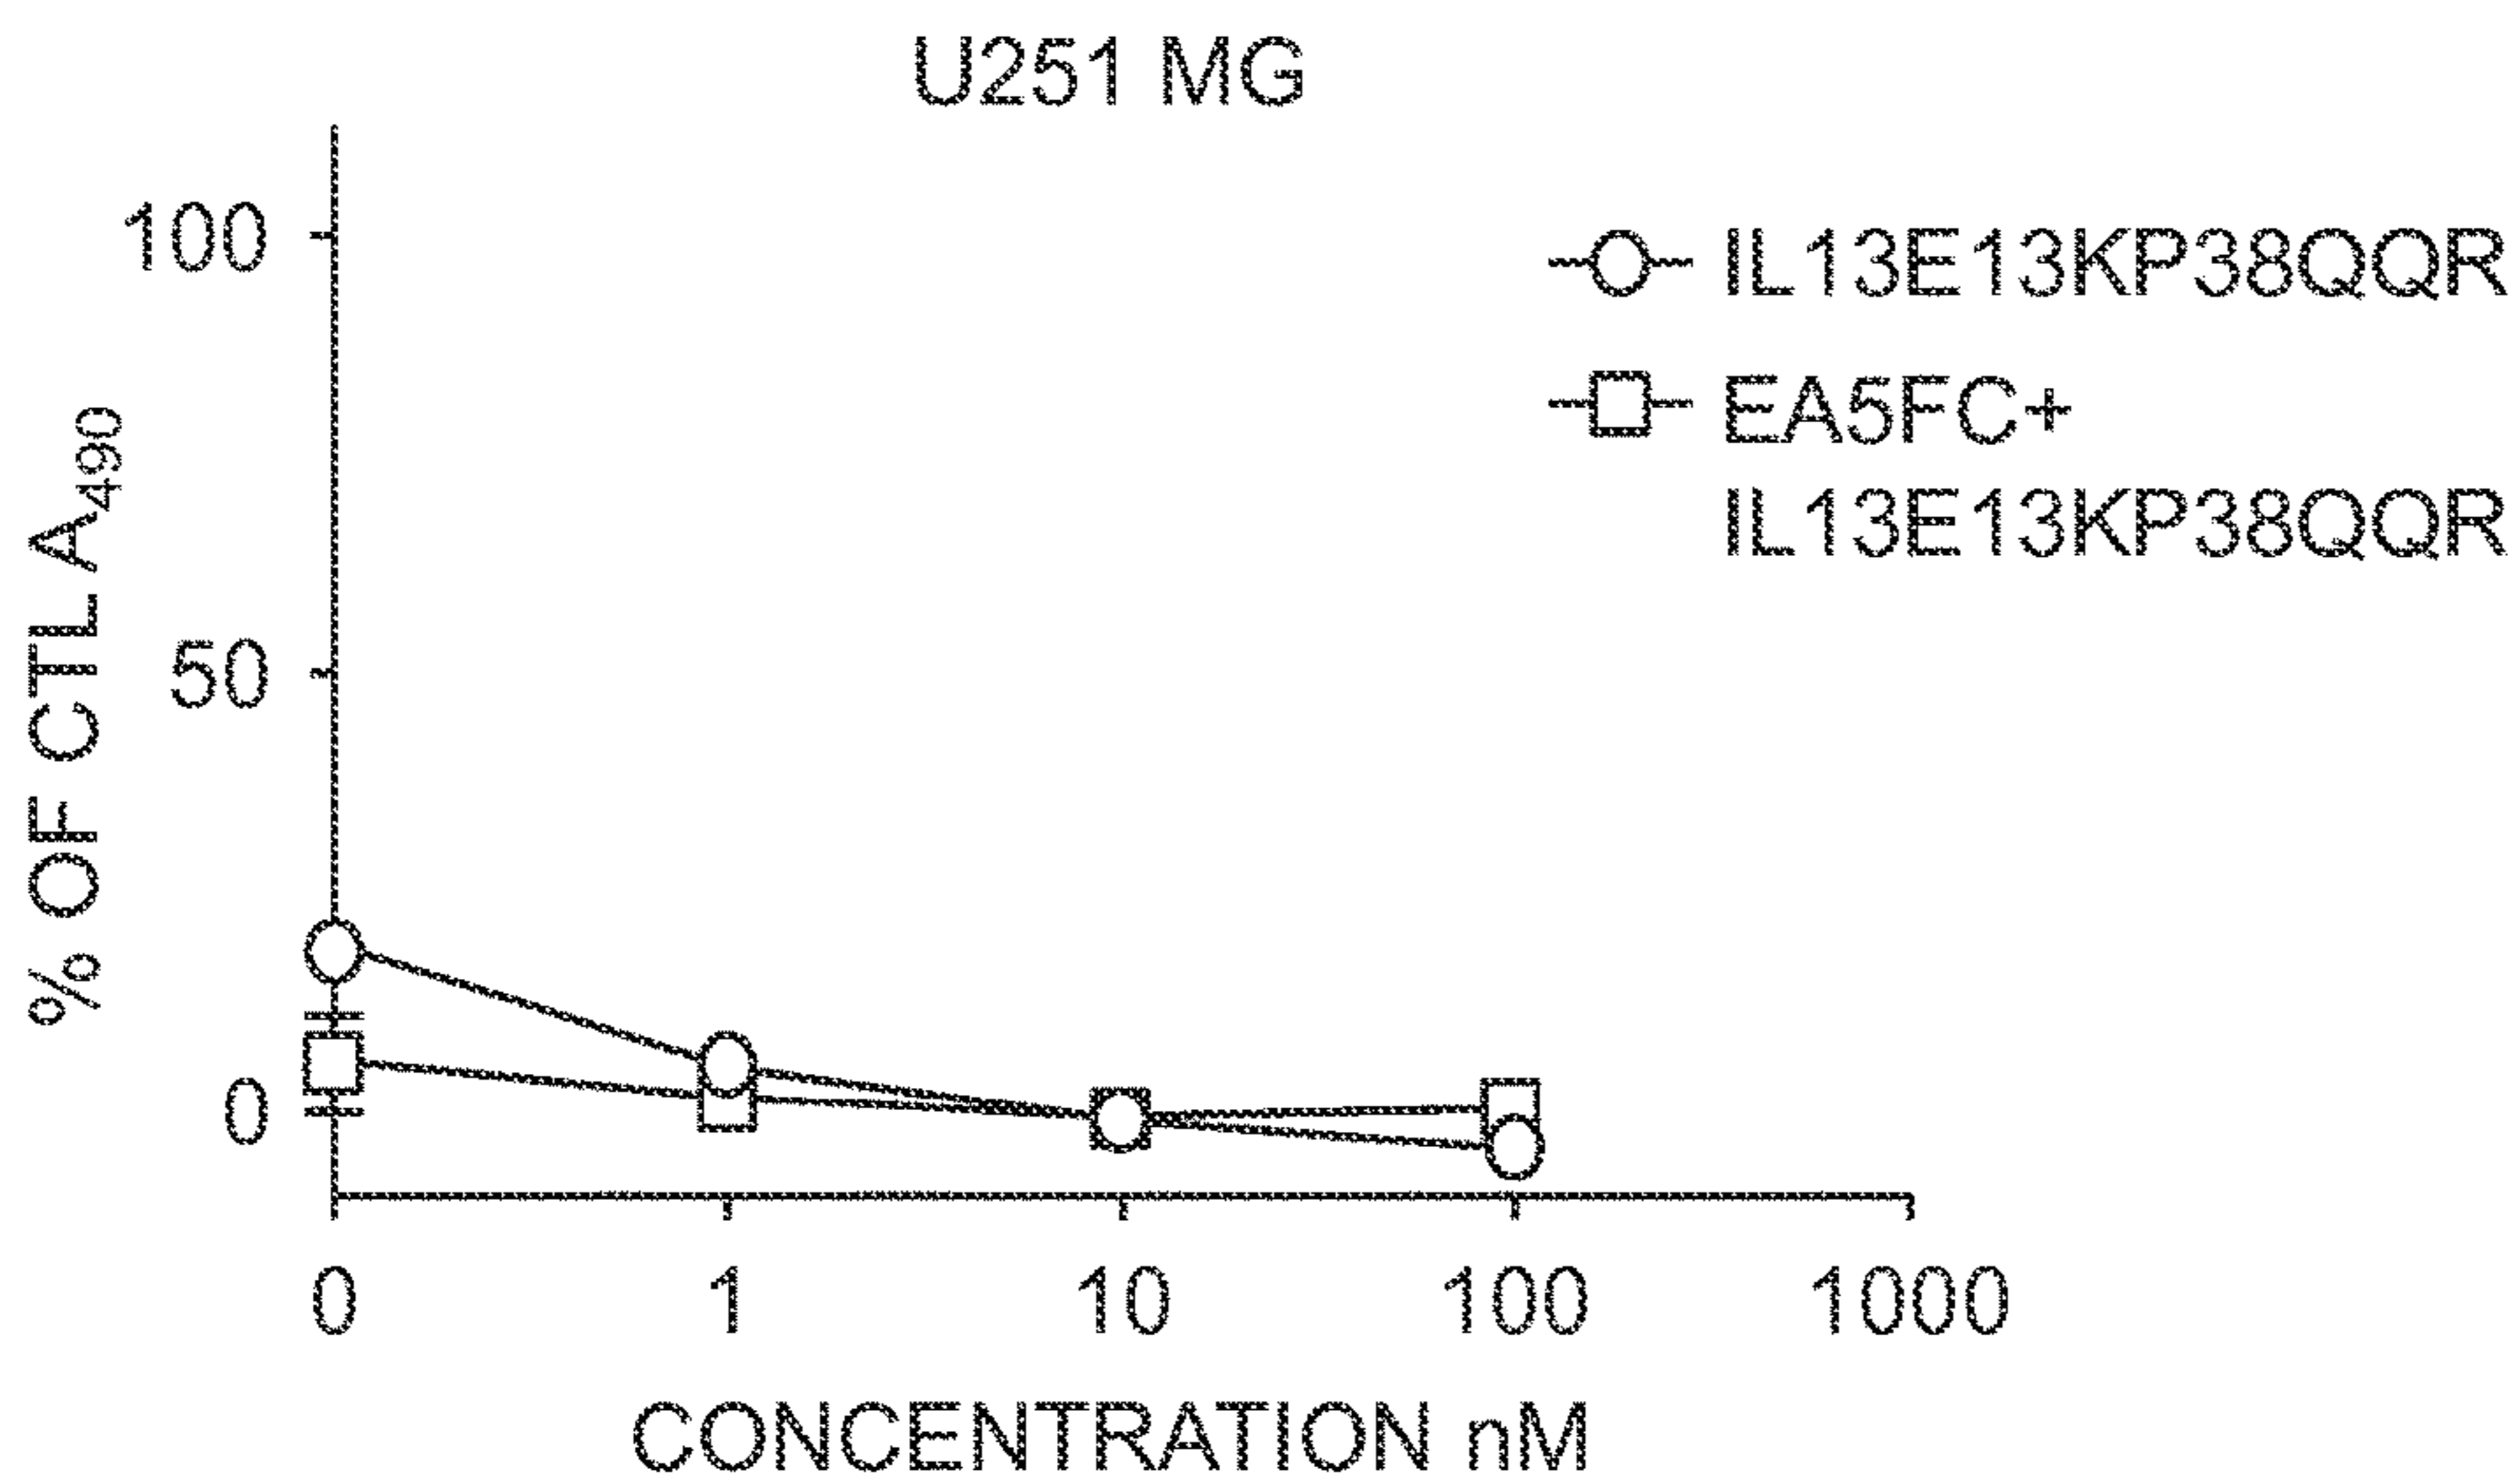 U251 MG
100
50
0
% OF CTL A490
IL13E13KP38QQR
EA5FC+
IL13E13KP38QQR
0 1 10 100 1000
CONCENTRATION nM